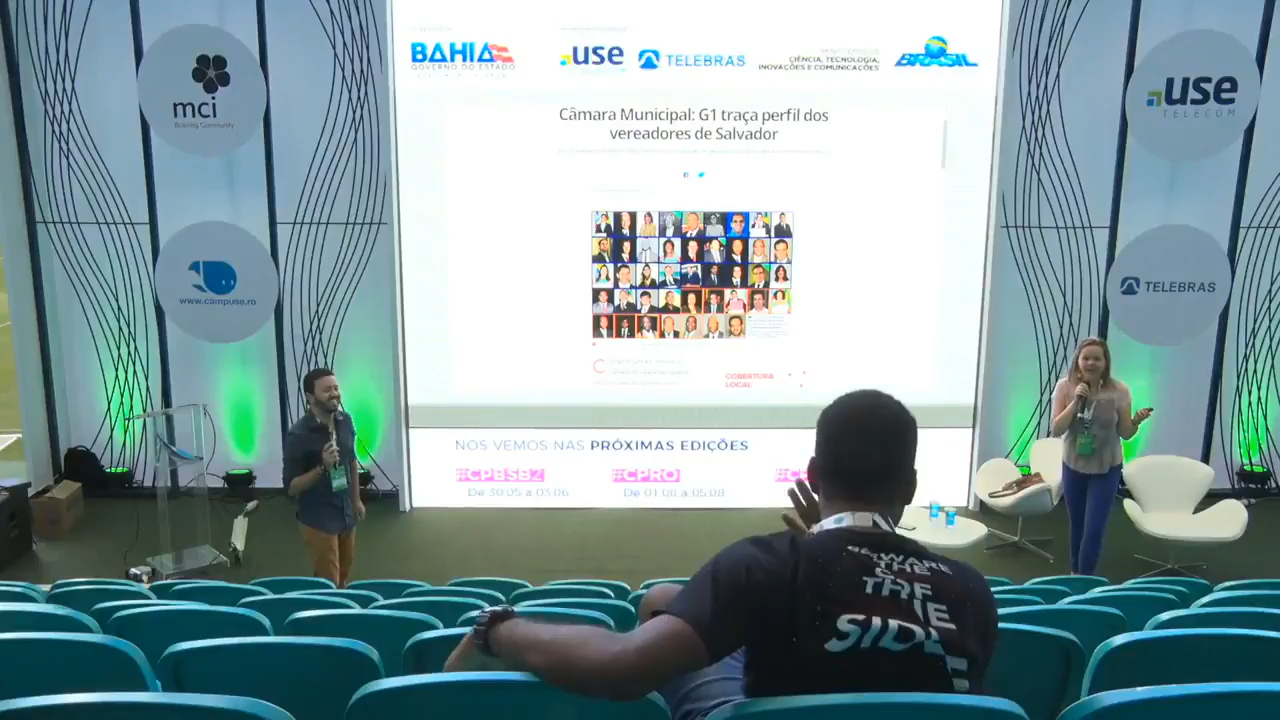 mci
Building Community
www.campuse.ro
BAHIA
GOVERNO DO ESTADO
use
TELEBRAS
CIÊNCIA, TECNOLOGIA,
INOVAÇÕES E COMUNICAÇÕES
BRASIL
Câmara Municipal: G1 traça perfil dos
vereadores de Salvador
COBERTURA
LOCAL
NOS VEMOS NAS PRÓXIMAS EDIÇÕES
#CPBSB2
#CPRO
De 30.05 a 03.06
De 01.08 a 05.08
use
TELECOM
TELEBRAS
THE
SIDE